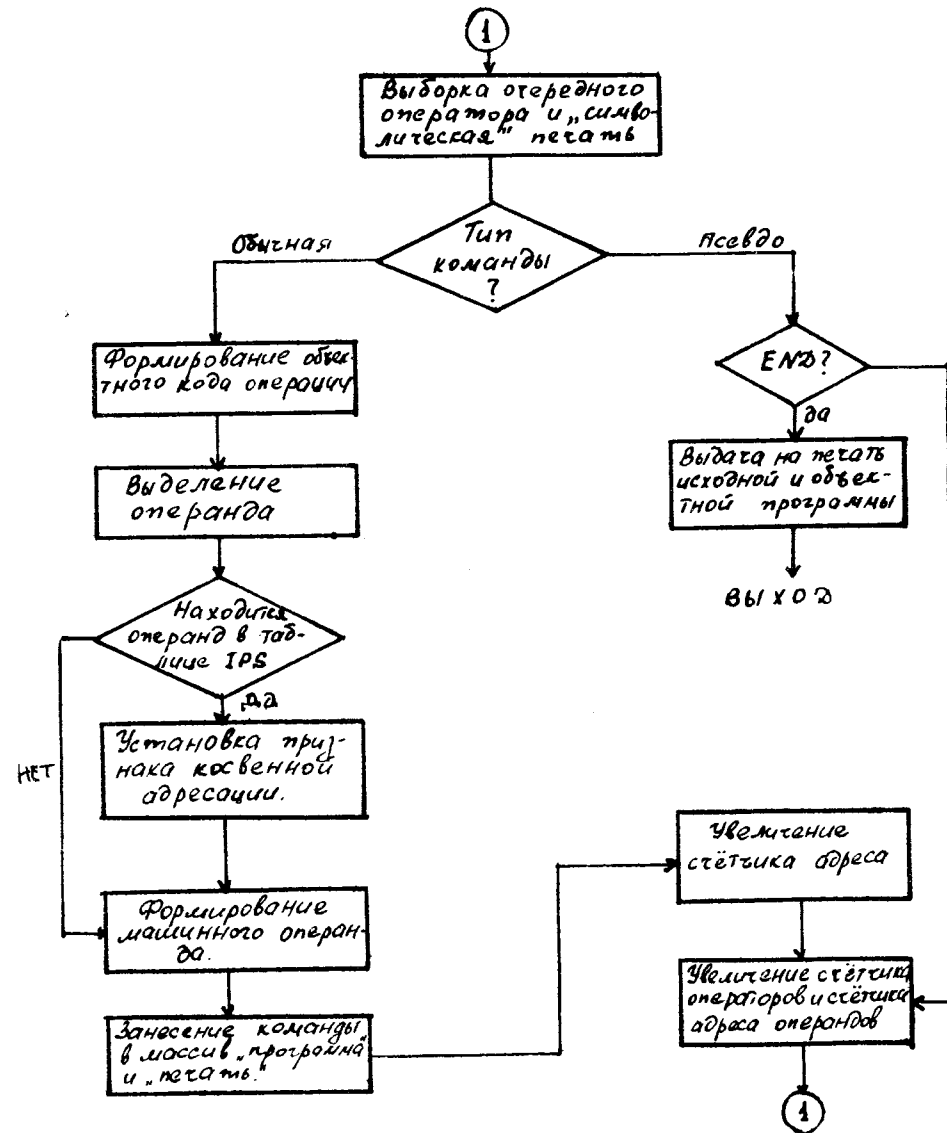 1
Выборка очередного
оператора и „симво-
лическая" печать
Тип
команды
?
Обычная
Псевдо
Формирование объек-
тного кода операции
END?
да
Выделение
операнда
Выдача на печать
исходной и объек-
тной программы
ВЫХОД
Находится
операнд в таб-
лице IPS
да
НЕТ
Установка приз-
нака косвенной
адресации.
Формирование
машинного операн-
да.
Занесение команды
в массив „программа"
и „печать."
Увеличение
счётчика адреса
Увеличение счётчика
операторов и счётчика
адреса операндов
1